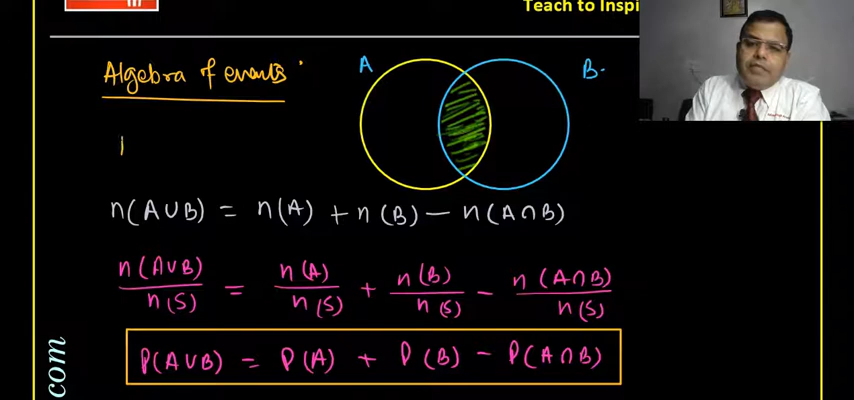 Teach to Inspi
Algebra of events
A
B
n(A∪B) = n(A) + n(B) − n(A∩B)
n(A∪B)/n(S) = n(A)/n(S) + n(B)/n(S) − n(A∩B)/n(S)
P(A∪B) = P(A) + P(B) − P(A∩B)
com